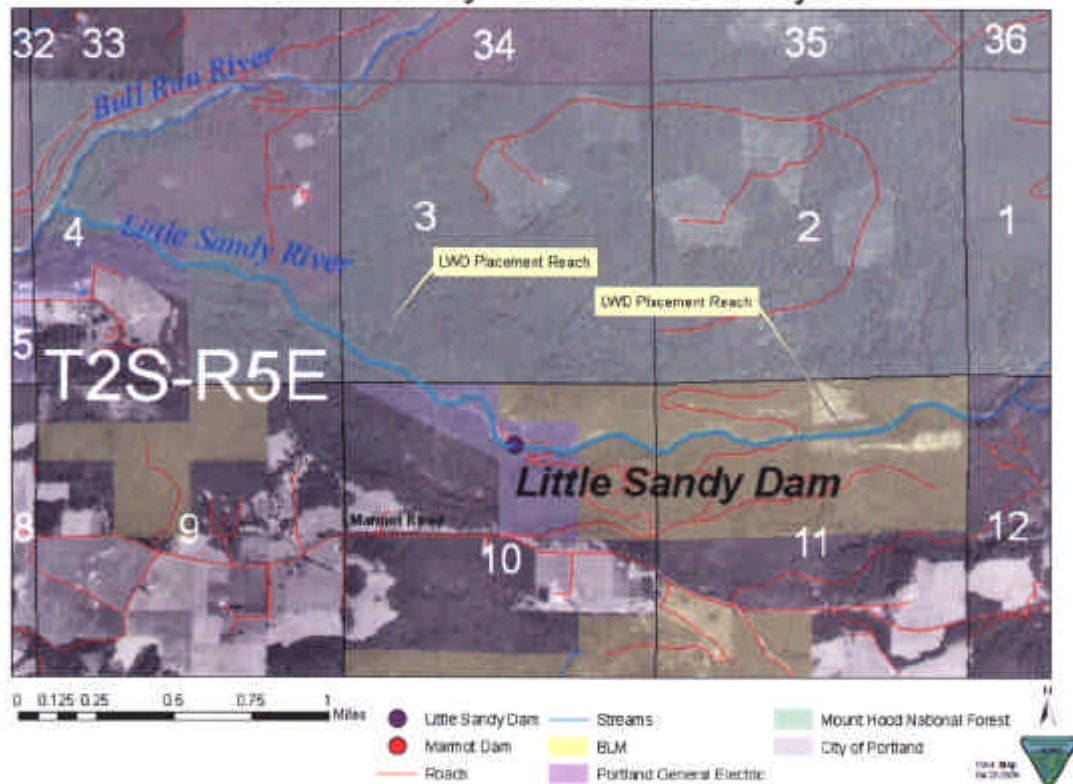 32 33 34 35 36
Bull Run River
4 3 2 1
Little Sandy River
LWD Placement Reach
LWD Placement Reach
5
T2S-R5E
Little Sandy Dam
8 9 Marmot Road 10 11 12
0 0.125 0.25 0.5 0.75 1
Miles
Little Sandy Dam
Marmot Dam
Roads
Streams
BLM
Portland General Electric
Mount Hood National Forest
City of Portland
N